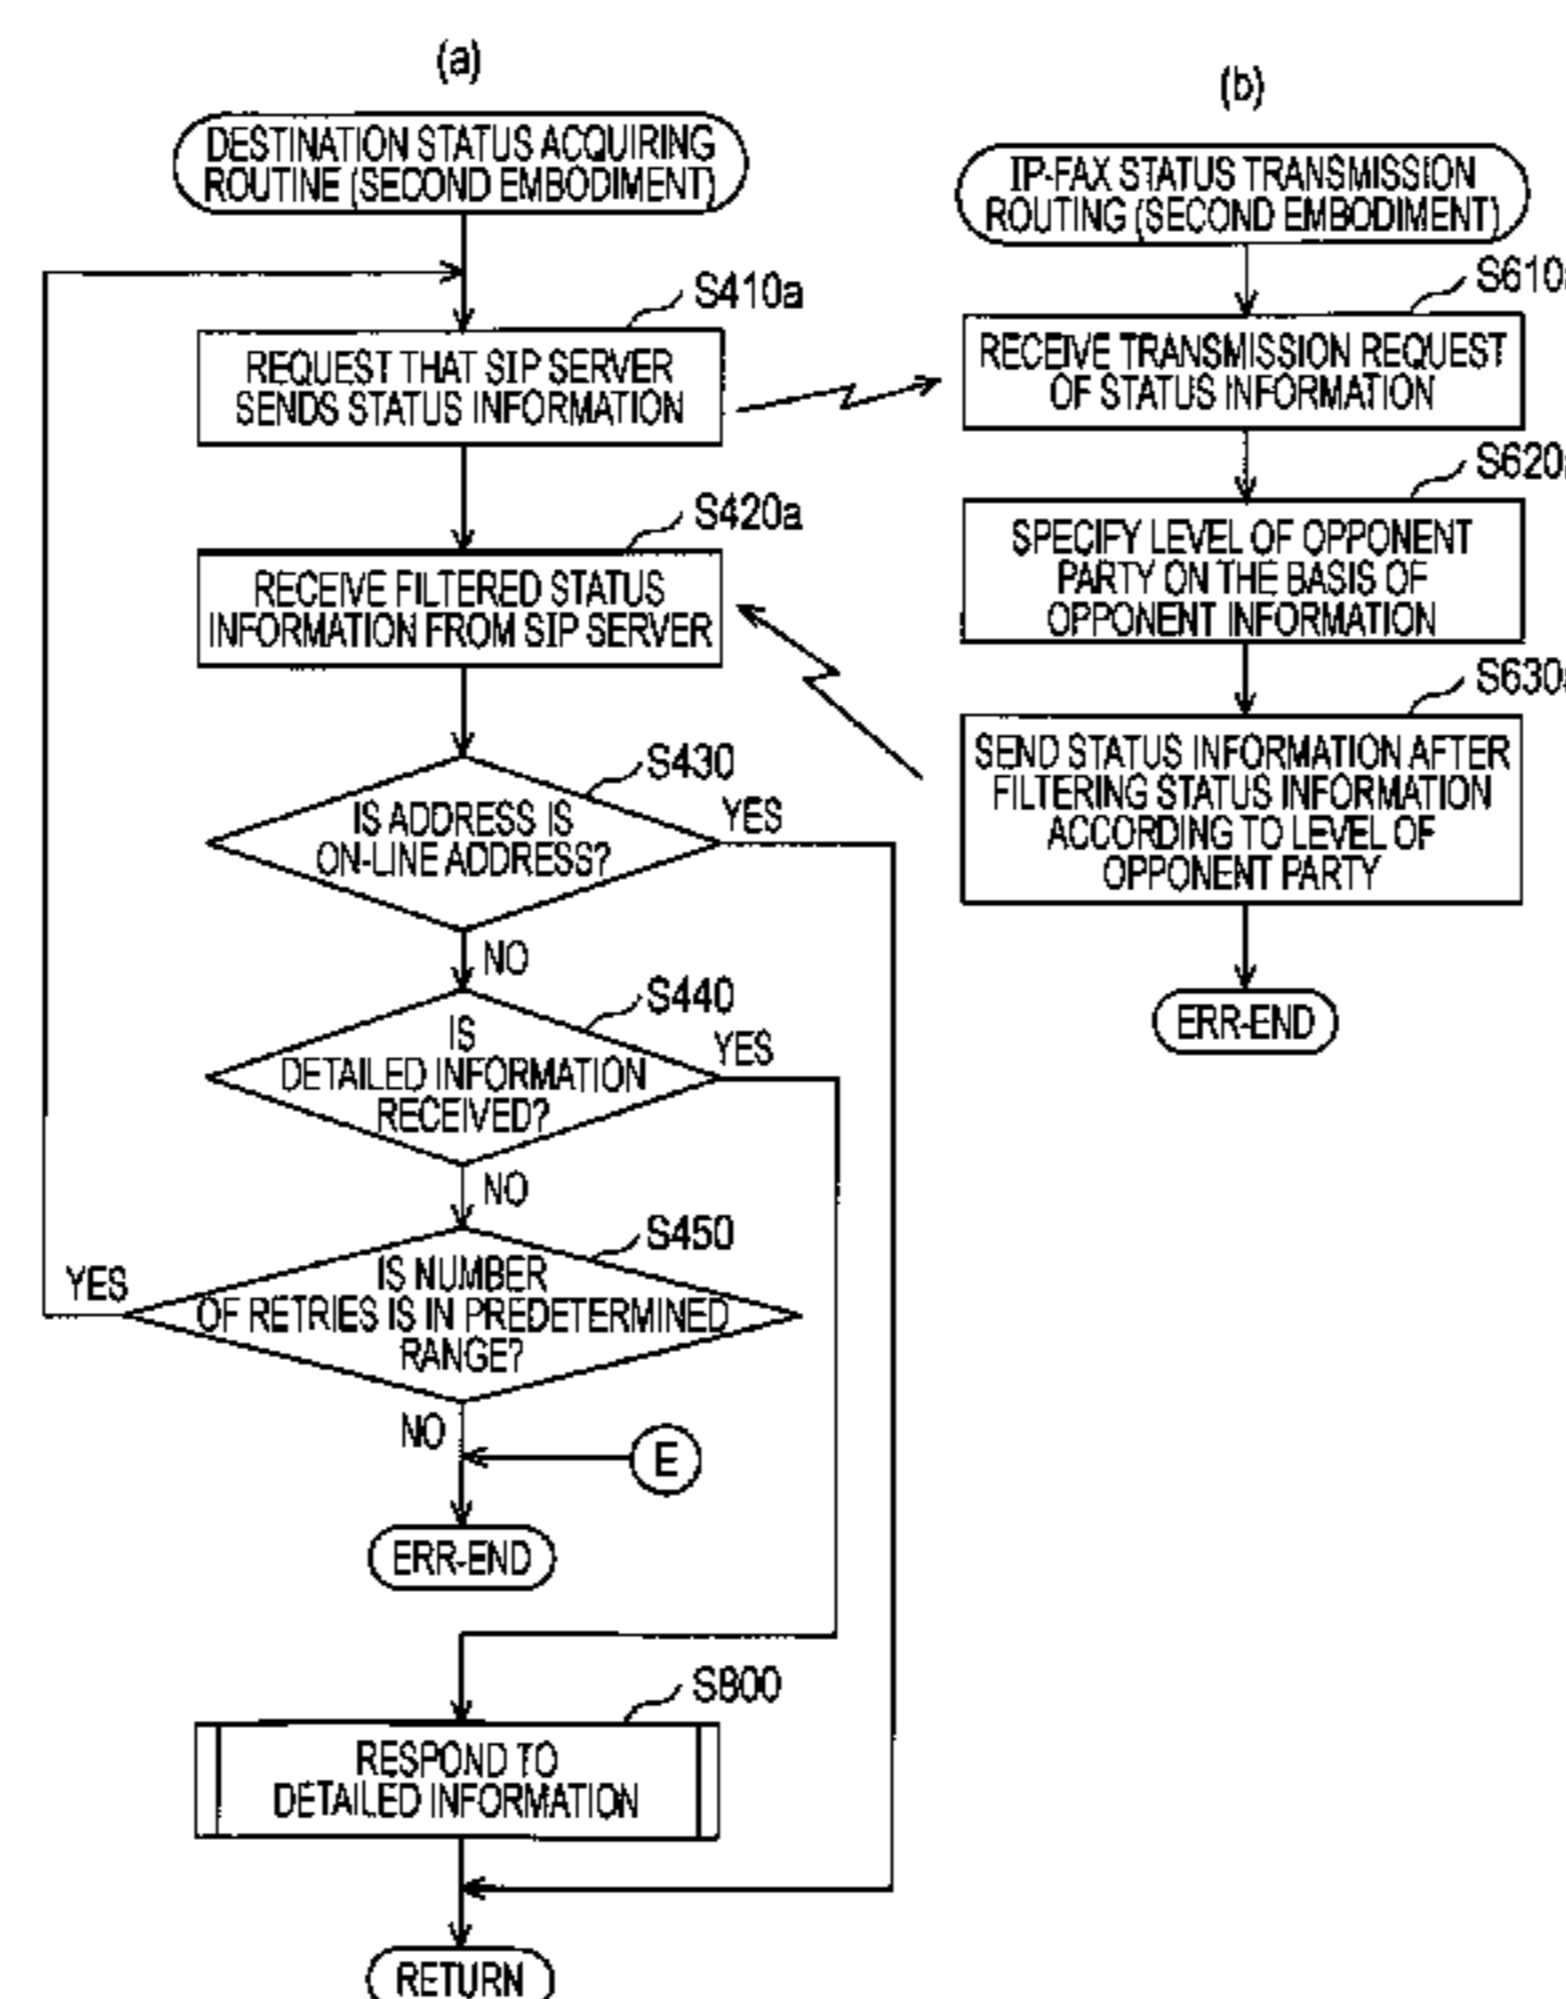 (a)
DESTINATION STATUS ACQUIRING
ROUTINE (SECOND EMBODIMENT)
S410a
REQUEST THAT SIP SERVER
SENDS STATUS INFORMATION
S420a
RECEIVE FILTERED STATUS
INFORMATION FROM SIP SERVER
S430
IS ADDRESS IS
ON-LINE ADDRESS?
YES
NO
S440
IS
DETAILED INFORMATION
RECEIVED?
YES
NO
S450
IS NUMBER
OF RETRIES IS IN PREDETERMINED
RANGE?
YES
NO
E
ERR-END
S800
RESPOND TO
DETAILED INFORMATION
RETURN
(b)
IP-FAX STATUS TRANSMISSION
ROUTING (SECOND EMBODIMENT)
S610
RECEIVE TRANSMISSION REQUEST
OF STATUS INFORMATION
S620
SPECIFY LEVEL OF OPPONENT
PARTY ON THE BASIS OF
OPPONENT INFORMATION
S630
SEND STATUS INFORMATION AFTER
FILTERING STATUS INFORMATION
ACCORDING TO LEVEL OF
OPPONENT PARTY
ERR-END